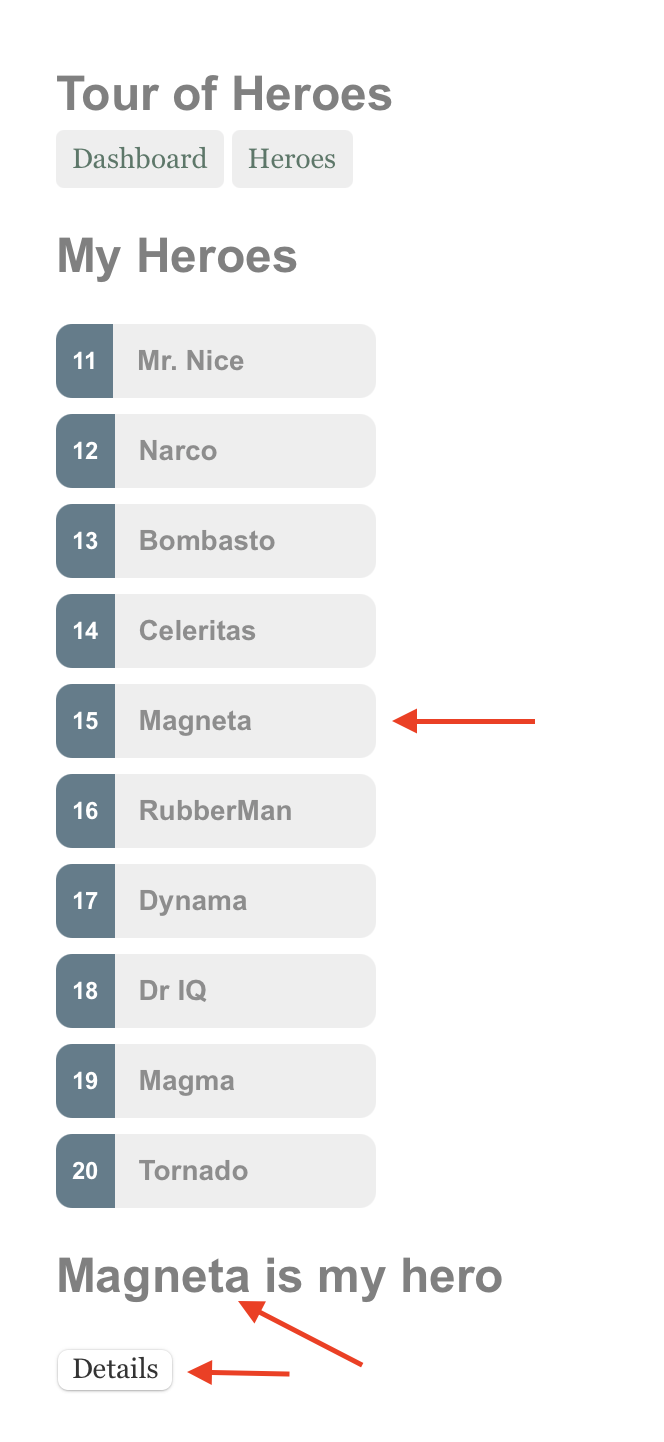 Tour of Heroes
Dashboard Heroes
My Heroes
11 Mr. Nice
12 Narco
13 Bombasto
14 Celeritas
15 Magneta
16 RubberMan
17 Dynama
18 Dr IQ
19 Magma
20 Tornado
Magneta is my hero
Details